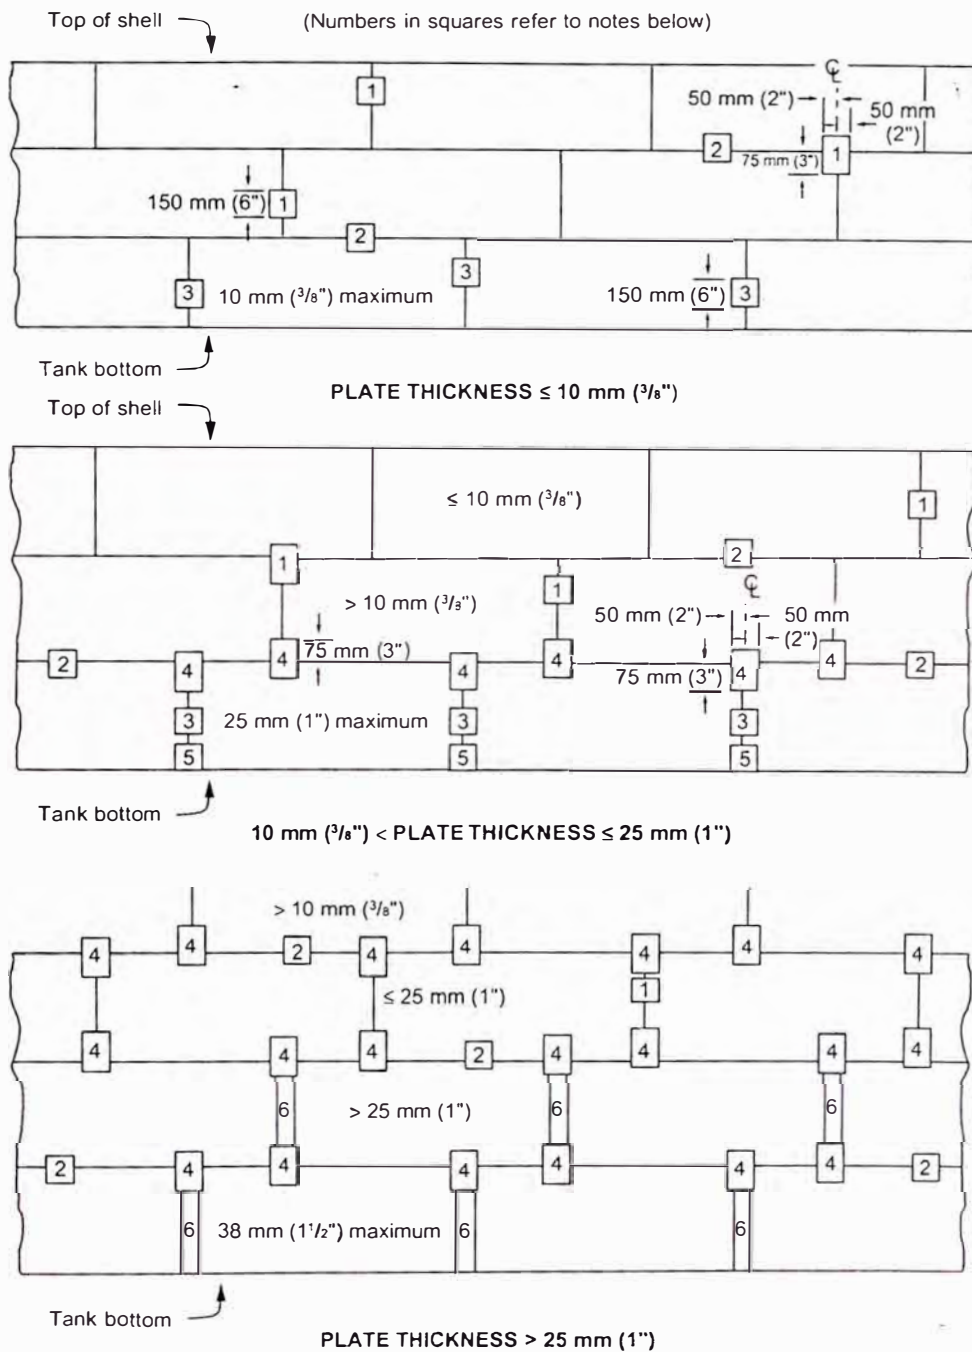 Top of shell
(Numbers in squares refer to notes below)
℄
1
50 mm (2")
50 mm
(2")
2
75 mm (3")
1
150 mm (6")
1
2
3
3
10 mm (3/8") maximum
150 mm (6")
3
Tank bottom
PLATE THICKNESS ≤ 10 mm (3/8")
Top of shell
≤ 10 mm (3/8")
1
1
2
℄
> 10 mm (3/8")
1
50 mm (2")
50 mm
(2")
2
4
4
75 mm (3")
4
4
75 mm (3")
4
4
2
3
25 mm (1") maximum
3
3
5
5
5
Tank bottom
10 mm (3/8") < PLATE THICKNESS ≤ 25 mm (1")
> 10 mm (3/8")
4
4
2
4
4
4
4
4
≤ 25 mm (1")
1
4
4
4
2
4
4
4
4
6
> 25 mm (1")
6
6
2
4
4
4
4
4
4
2
6
38 mm (1 1/2") maximum
6
6
Tank bottom
PLATE THICKNESS > 25 mm (1")